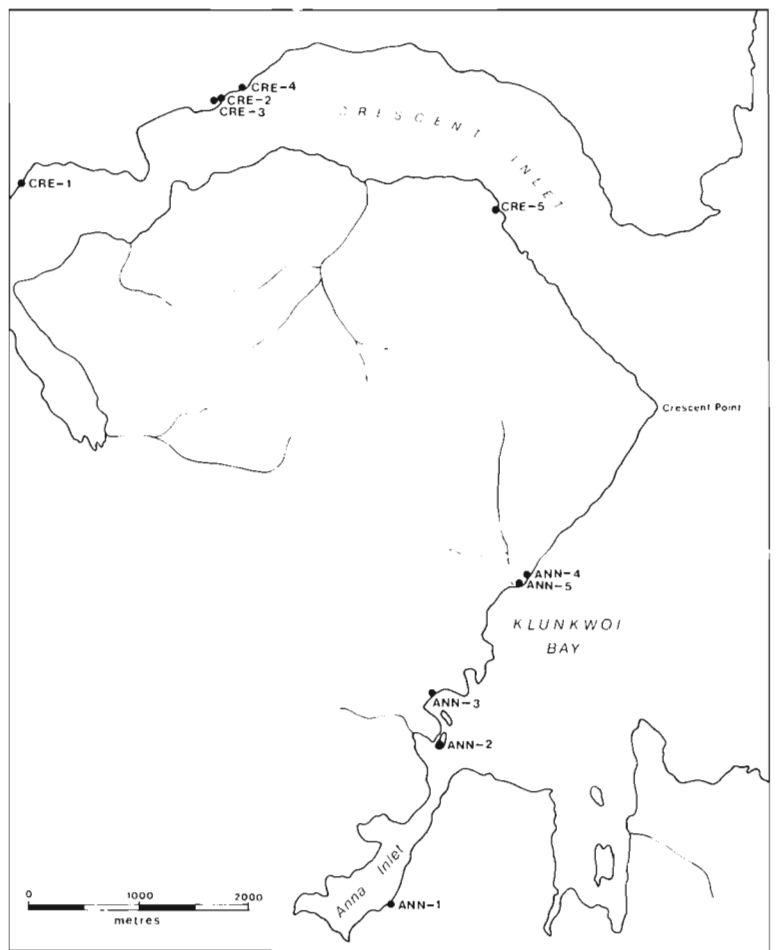 CRE-4
CRE-2
CRE-3
CRESCENT INLET
CRE-1
CRE-5
Crescent Point
ANN-4
ANN-5
KLUNKWOI
BAY
ANN-3
ANN-2
Anna Inlet
ANN-1
0 1000 2000
metres